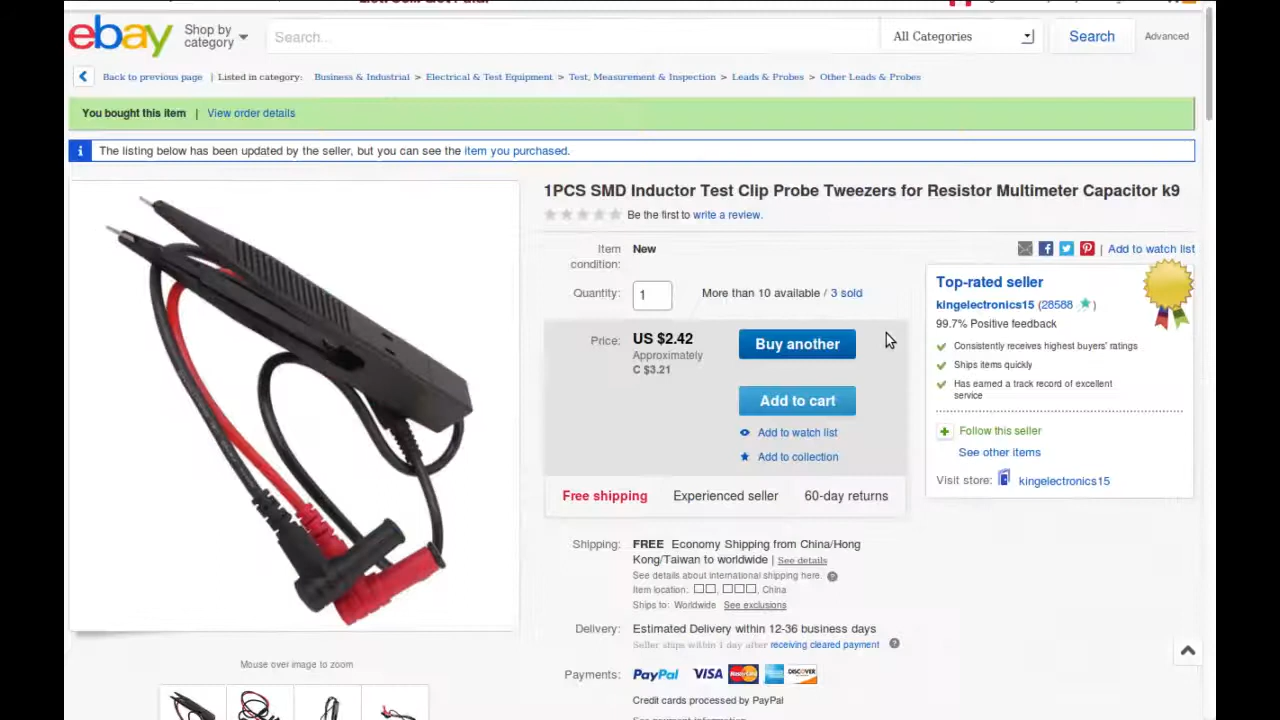 ebay
Shop by
category
Search...
All Categories
Search
Advanced
Back to previous page | Listed in category: Business & Industrial > Electrical & Test Equipment > Test, Measurement & Inspection > Leads & Probes > Other Leads & Probes
You bought this item | View order details
i The listing below has been updated by the seller, but you can see the item you purchased.
1PCS SMD Inductor Test Clip Probe Tweezers for Resistor Multimeter Capacitor k9
Be the first to write a review.
Item
condition:
New
| Add to watch list
Quantity:
1
More than 10 available / 3 sold
Price:
US $2.42
Approximately
C $3.21
Buy another
Add to cart
Add to watch list
Add to collection
Free shipping Experienced seller 60-day returns
Top-rated seller
kingelectronics15 (28588 )
99.7% Positive feedback
Consistently receives highest buyers' ratings
Ships items quickly
Has earned a track record of excellent
service
Follow this seller
See other items
Visit store: kingelectronics15
Shipping: FREE Economy Shipping from China/Hong
Kong/Taiwan to worldwide | See details
See details about international shipping here. ?
Item location: , China
Ships to: Worldwide See exclusions
Delivery: Estimated Delivery within 12-36 business days
Seller ships within 1 day after receiving cleared payment ?
Payments: PayPal VISA MasterCard DISCOVER
Credit cards processed by PayPal
Mouse over image to zoom